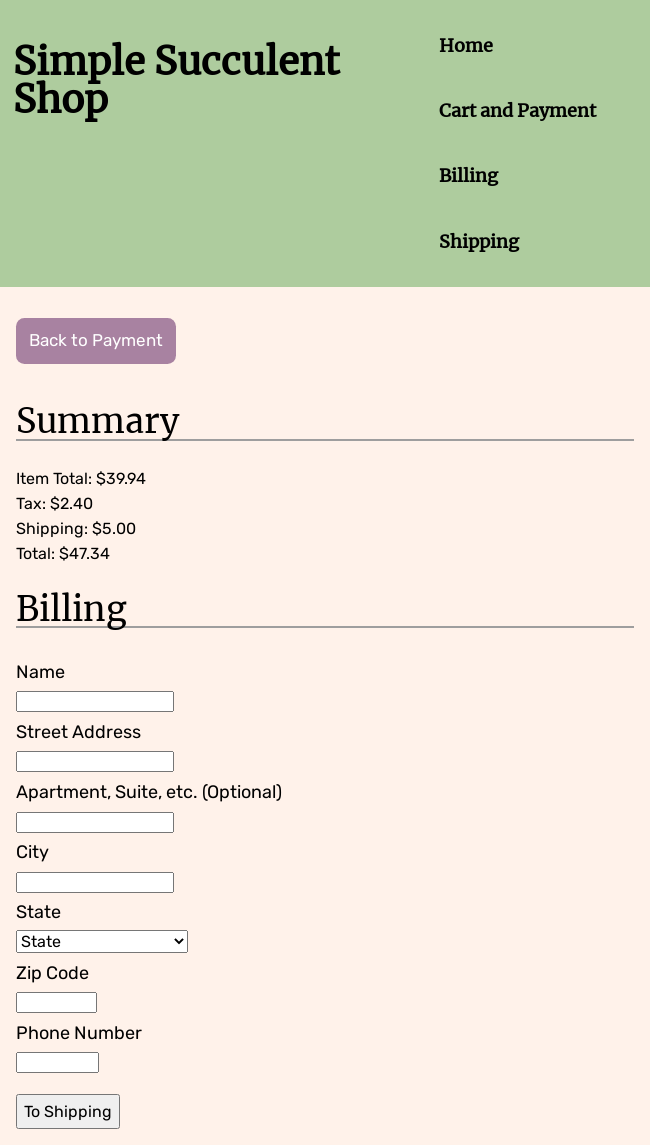 Simple Succulent
Shop
Home
Cart and Payment
Billing
Shipping
Back to Payment
Summary
Item Total: $39.94
Tax: $2.40
Shipping: $5.00
Total: $47.34
Billing
Name
Street Address
Apartment, Suite, etc. (Optional)
City
State
State
Zip Code
Phone Number
To Shipping